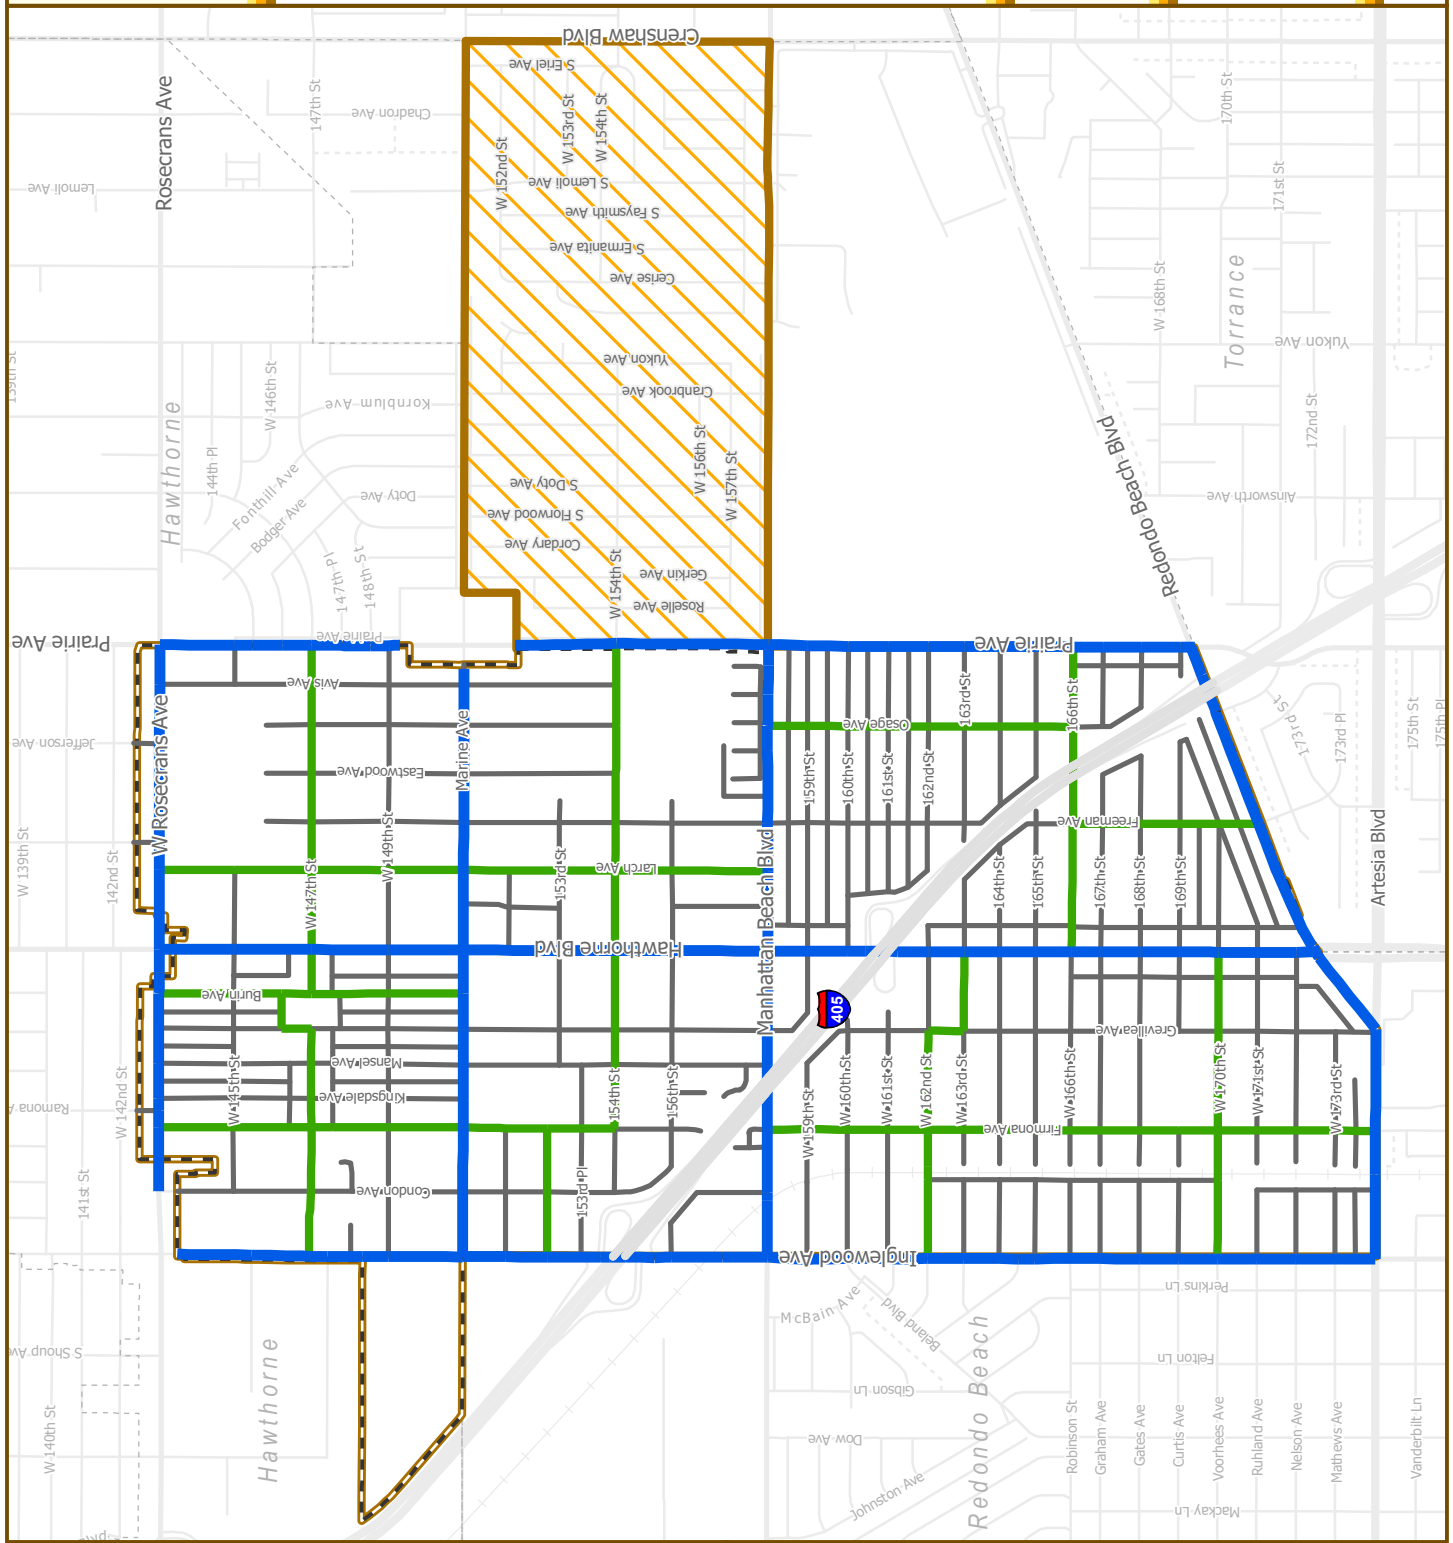 Crenshaw Blvd
S Eriel Ave
Rosecrans Ave
147th St
Chadron Ave
W 153rd St
W 154th St
170th St
W 152nd St
Lemoli Ave
S Lemoli Ave
171st St
S Faysmith Ave
S Ermanita Ave
Cerise Ave
W 168th St
Torrance
139th St
W 146th St
Yukon Ave
Yukon Ave
Kornblum Ave
Cranbrook Ave
Hawthorne
144th Pl
172nd St
Redondo Beach Blvd
W 156th St
W 157th St
Fonthill Ave
Bodger Ave
Doty Ave
S Doty Ave
Ainsworth Ave
S Florwood Ave
Cordary Ave
147th Pl
148th St
W 154th St
Gerkin Ave
Roselle Ave
Redondo Beach Blvd
Prairie Ave
Prairie Ave
Prairie Ave
Avis Ave
163rd St
166th St
173rd St
173rd Pl
175th St
175th Pl
Jefferson Ave
W Rosecrans Ave
Marine Ave
Osage Ave
Eastwood Ave
159th St
160th St
161st St
162nd St
W 139th St
142nd St
W 149th St
Freeman Ave
Artesia Blvd
W 147th St
153rd St
Larch Ave
Manhattan Beach Blvd
164th St
165th St
167th St
168th St
169th St
Hawthorne Blvd
Burin Ave
405
Grevillea Ave
W 142nd St
Ramona A
W 145th St
Mansel Ave
Kingsdale Ave
154th St
156th St
W 159th St
W 160th St
W 161st St
W 162nd St
W 163rd St
W 166th St
W 170th St
W 171st St
W 173rd St
Firmona Ave
141st St
Condon Ave
153rd Pl
Inglewood Ave
Perkins Ln
McBain Ave
Beland Blvd
S Shoup Ave
Hawthorne
Redondo Beach
Felton Ln
Gibson Ln
W 140th St
Dow Ave
Robinson St
Graham Ave
Gates Ave
Curtis Ave
Voorhees Ave
Ruhland Ave
Nelson Ave
Mathews Ave
Vanderbilt Ln
Johnston Ave
Mackay Ln